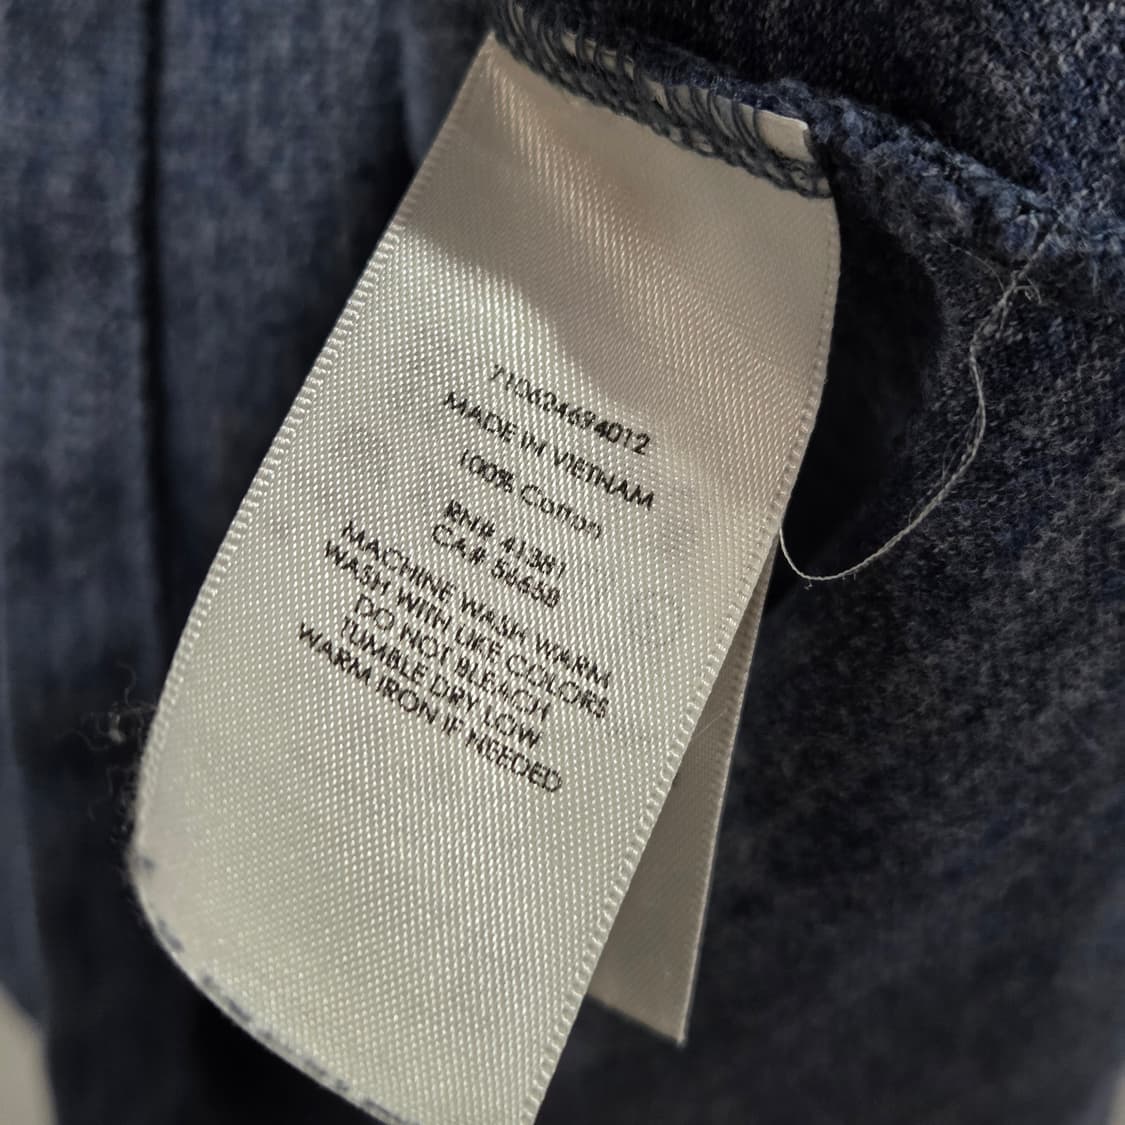 710624694012
MADE IN VIETNAM
100% Cotton
RN# 41381
CA# 56658
MACHINE WASH WARM
WASH WITH LIKE COLORS
DO NOT BLEACH
TUMBLE DRY LOW
WARM IRON IF NEEDED